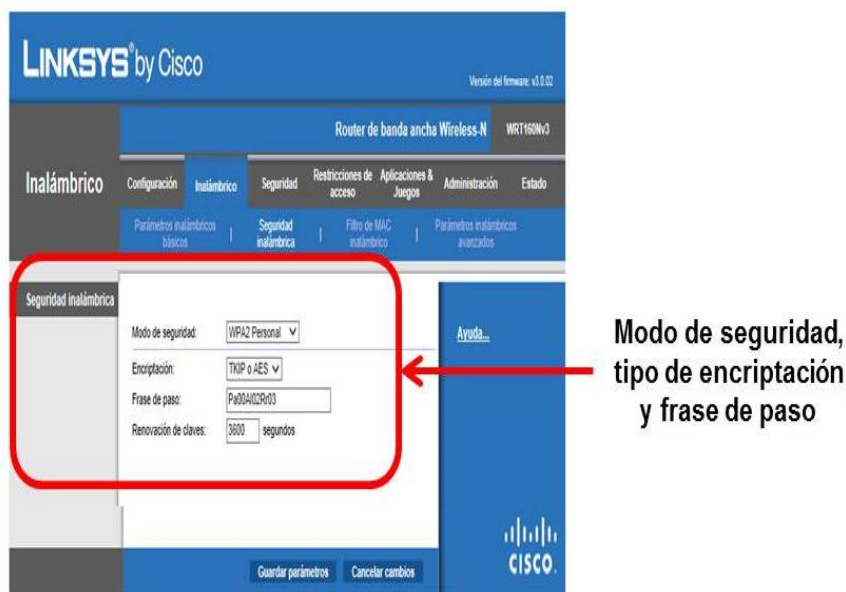 LINKSYS® by Cisco
Versión del firmware: v3.0.02
Router de banda ancha Wireless-N WRT160Nv3
Inalámbrico
Configuración Inalámbrico Seguridad Restricciones de acceso Aplicaciones & Juegos Administración Estado
Parámetros inalámbricos básicos | Seguridad inalámbrica | Filtro de MAC inalámbrico | Parámetros inalámbricos avanzados
Seguridad inalámbrica
Modo de seguridad: WPA2 Personal
Encriptación: TKIP o AES
Frase de paso: Pa00Al02Rr03
Renovación de claves: 3600 segundos
Ayuda...
Modo de seguridad,
tipo de encriptación
y frase de paso
Guardar parámetros Cancelar cambios
CISCO.